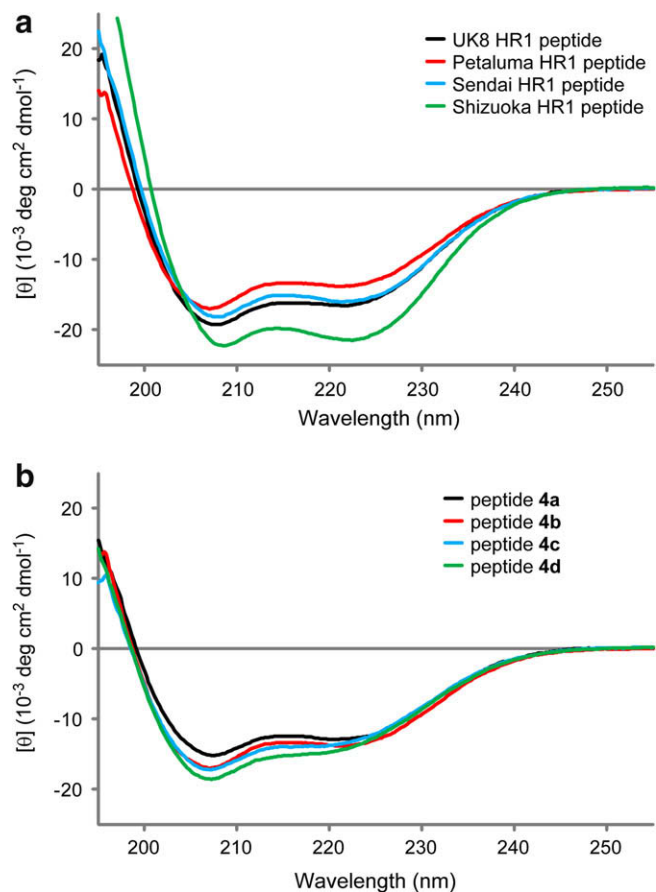 a
20
10
0
-10
-20
[θ] (10⁻³ deg cm² dmol⁻¹)
UK8 HR1 peptide
Petaluma HR1 peptide
Sendai HR1 peptide
Shizuoka HR1 peptide
200 210 220 230 240 250
Wavelength (nm)
b
20
10
0
-10
-20
[θ] (10⁻³ deg cm² dmol⁻¹)
peptide 4a
peptide 4b
peptide 4c
peptide 4d
200 210 220 230 240 250
Wavelength (nm)